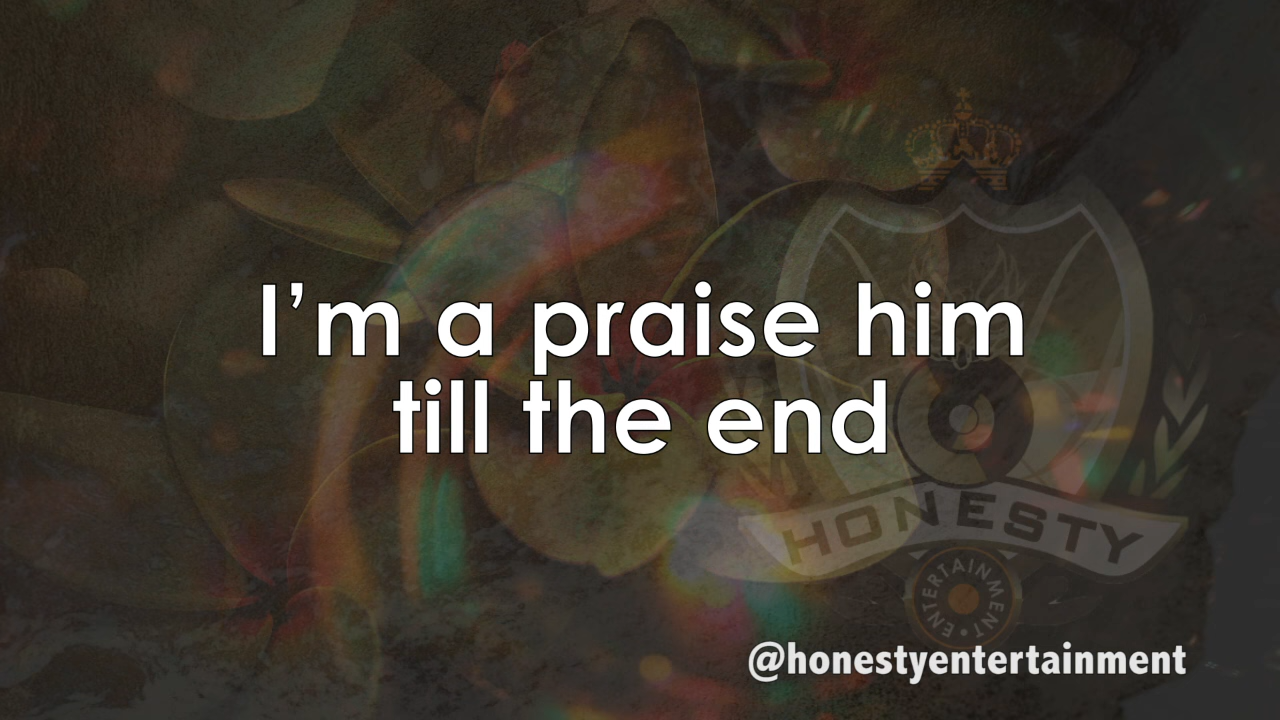 I’m a praise him
till the end
HONESTY
ENTERTAINMENT
@honestyentertainment